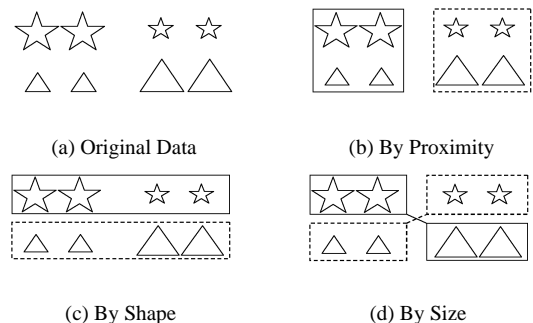 (a) Original Data
(b) By Proximity
(c) By Shape
(d) By Size